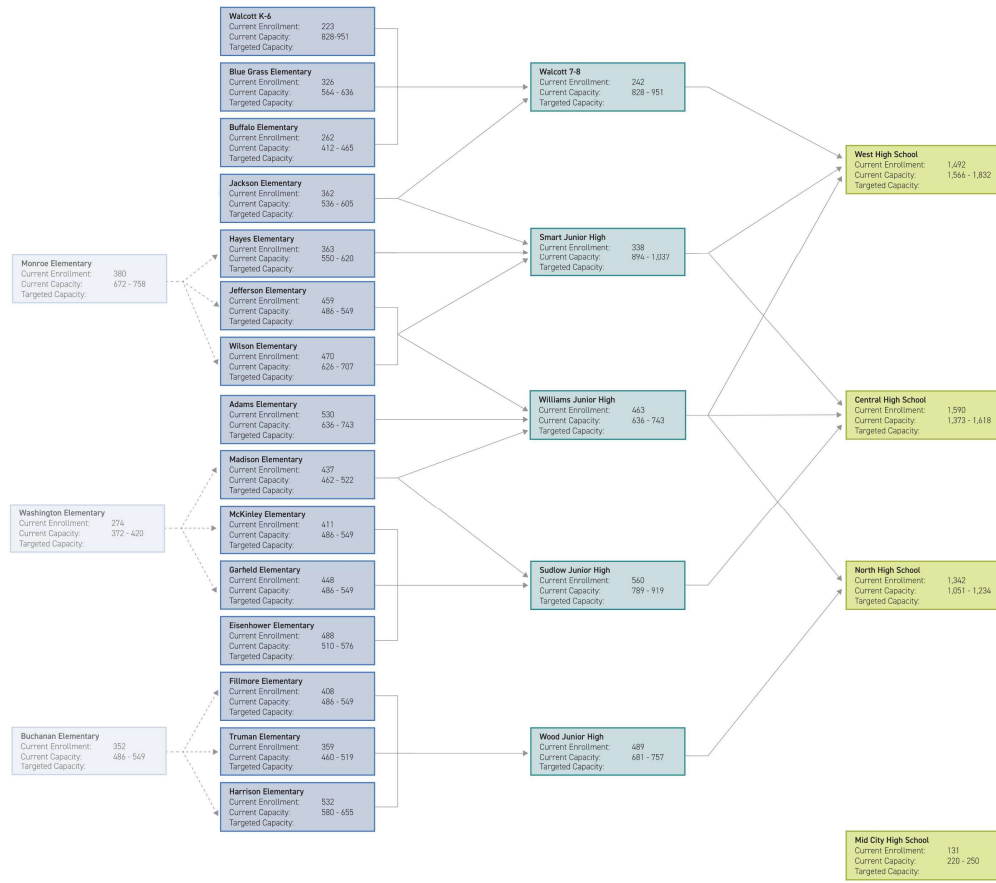 Walcott K-6
Current Enrollment: 223
Current Capacity: 828-951
Targeted Capacity:
Blue Grass Elementary
Current Enrollment: 326
Current Capacity: 564 - 636
Targeted Capacity:
Buffalo Elementary
Current Enrollment: 262
Current Capacity: 412 - 465
Targeted Capacity:
Jackson Elementary
Current Enrollment: 362
Current Capacity: 536 - 605
Targeted Capacity:
Hayes Elementary
Current Enrollment: 363
Current Capacity: 550 - 620
Targeted Capacity:
Monroe Elementary
Current Enrollment: 380
Current Capacity: 672 - 758
Targeted Capacity:
Jefferson Elementary
Current Enrollment: 459
Current Capacity: 486 - 549
Targeted Capacity:
Wilson Elementary
Current Enrollment: 470
Current Capacity: 626 - 707
Targeted Capacity:
Adams Elementary
Current Enrollment: 530
Current Capacity: 636 - 743
Targeted Capacity:
Madison Elementary
Current Enrollment: 437
Current Capacity: 462 - 522
Targeted Capacity:
Washington Elementary
Current Enrollment: 274
Current Capacity: 372 - 420
Targeted Capacity:
McKinley Elementary
Current Enrollment: 411
Current Capacity: 486 - 549
Targeted Capacity:
Garfield Elementary
Current Enrollment: 448
Current Capacity: 486 - 549
Targeted Capacity:
Eisenhower Elementary
Current Enrollment: 488
Current Capacity: 510 - 576
Targeted Capacity:
Fillmore Elementary
Current Enrollment: 408
Current Capacity: 486 - 549
Targeted Capacity:
Buchanan Elementary
Current Enrollment: 352
Current Capacity: 486 - 549
Targeted Capacity:
Truman Elementary
Current Enrollment: 359
Current Capacity: 460 - 519
Targeted Capacity:
Harrison Elementary
Current Enrollment: 532
Current Capacity: 580 - 655
Targeted Capacity:
Walcott 7-8
Current Enrollment: 242
Current Capacity: 828 - 951
Targeted Capacity:
Smart Junior High
Current Enrollment: 338
Current Capacity: 894 - 1,037
Targeted Capacity:
Williams Junior High
Current Enrollment: 463
Current Capacity: 636 - 743
Targeted Capacity:
Sudlow Junior High
Current Enrollment: 560
Current Capacity: 789 - 919
Targeted Capacity:
Wood Junior High
Current Enrollment: 489
Current Capacity: 681 - 757
Targeted Capacity:
West High School
Current Enrollment: 1,492
Current Capacity: 1,566 - 1,832
Targeted Capacity:
Central High School
Current Enrollment: 1,590
Current Capacity: 1,373 - 1,618
Targeted Capacity:
North High School
Current Enrollment: 1,342
Current Capacity: 1,051 - 1,234
Targeted Capacity:
Mid City High School
Current Enrollment: 131
Current Capacity: 220 - 250
Targeted Capacity: